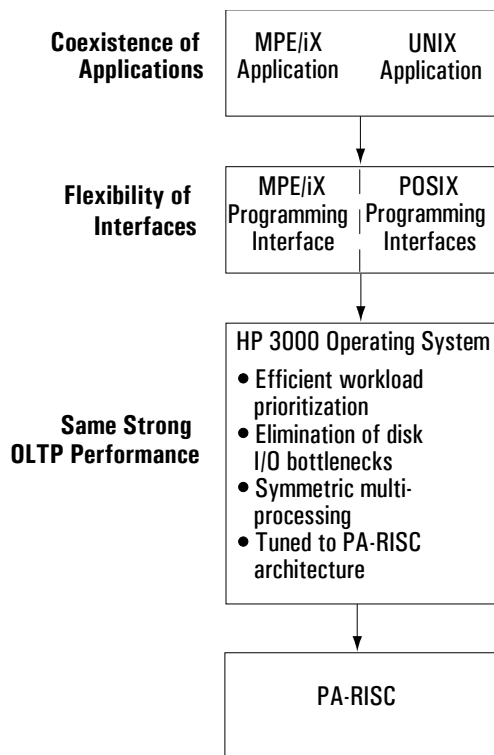 Coexistence of
Applications
MPE/iX
Application
UNIX
Application
Flexibility of
Interfaces
MPE/iX
Programming
Interface
POSIX
Programming
Interfaces
Same Strong
OLTP Performance
HP 3000 Operating System
• Efficient workload
prioritization
• Elimination of disk
I/O bottlenecks
• Symmetric multi-
processing
• Tuned to PA-RISC
architecture
PA-RISC